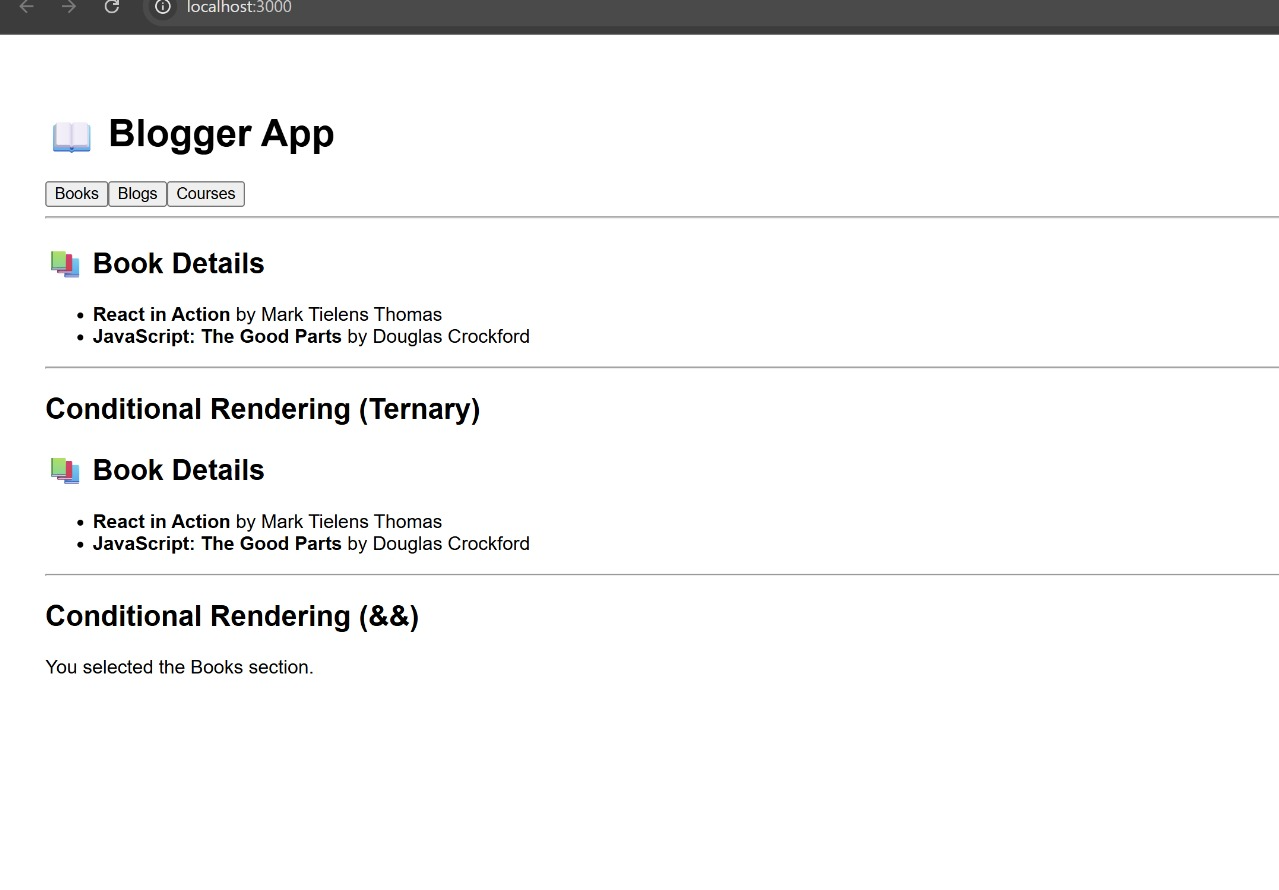 localhost:3000
Blogger App
Books Blogs Courses
Book Details
• React in Action by Mark Tielens Thomas
• JavaScript: The Good Parts by Douglas Crockford
Conditional Rendering (Ternary)
Book Details
• React in Action by Mark Tielens Thomas
• JavaScript: The Good Parts by Douglas Crockford
Conditional Rendering (&&)
You selected the Books section.